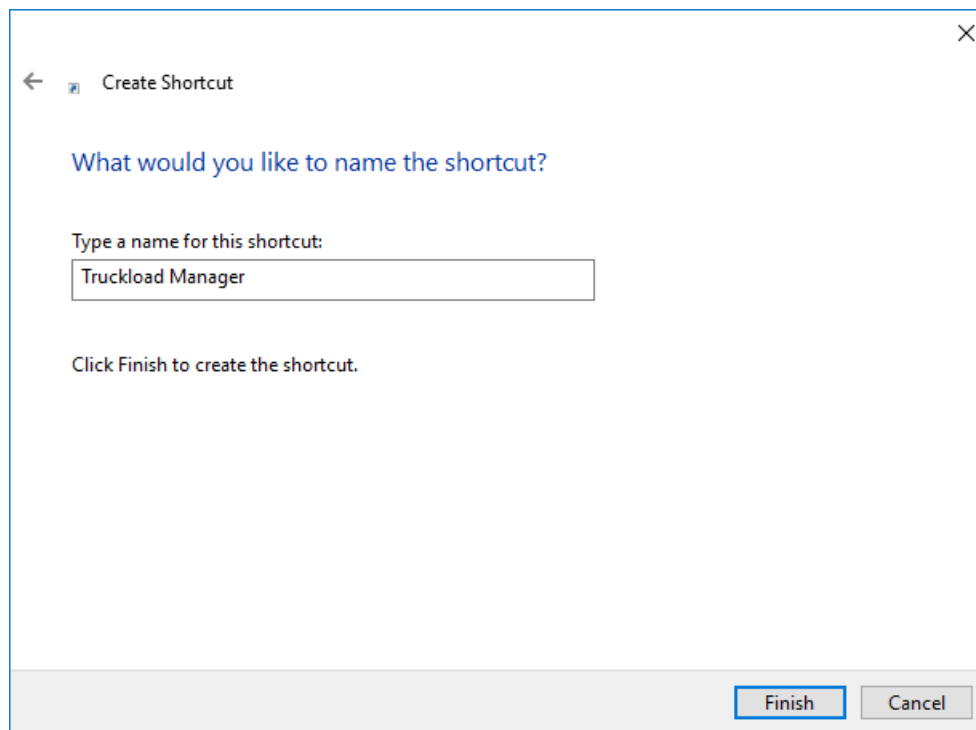 Create Shortcut
What would you like to name the shortcut?
Type a name for this shortcut:
Truckload Manager
Click Finish to create the shortcut.
Finish
Cancel